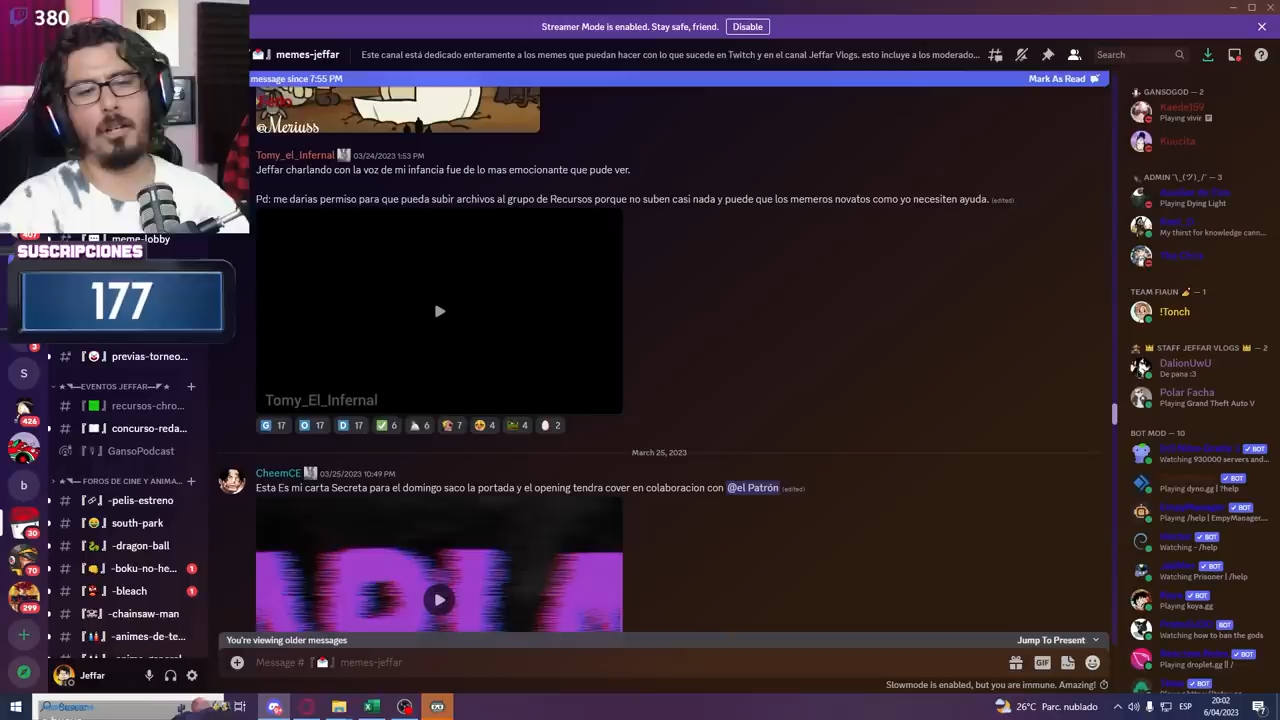 380
Streamer Mode is enabled. Stay safe, friend. Disable
memes-jeffar
Este canal está dedicado enteramente a los memes que puedan hacer con lo que sucede en Twitch y en el canal Jeffar Vlogs. esto incluye a los moderado...
Search
message since 7:55 PM
Mark As Read
@Meriuss
Tomy_el_Infernal 03/24/2023 1:53 PM
Jeffar charlando con la voz de mi infancia fue de lo mas emocionante que pude ver.
Pd: me darías permiso para que pueda subir archivos al grupo de Recursos porque no suben casi nada y puede que los memeros novatos como yo necesiten ayuda. (edited)
Tomy_El_Infernal
G 17 O 17 D 17 6 6 7 4 4 2
March 25, 2023
CheemCE 03/25/2023 10:49 PM
Esta Es mi carta Secreta para el domingo saco la portada y el opening tendra cover en colaboracion con @el Patrón (edited)
You're viewing older messages
Jump To Present
Message # 『 』 memes-jeffar
GIF
Slowmode is enabled, but you are immune. Amazing!
meme-lobby
SUSCRIPCIONES
177
3
# 『 』 previas-torneo...
S
EVENTOS JEFFAR
# 『 』 recursos-chro...
426
# 『 』 concurso-reda...
『 』 GansoPodcast
b
FOROS DE CINE Y ANIMA...
# 『 』 -pelis-estreno
30
# 『 』 south-park
# 『 』 -dragon-ball
70
# 『 』 -boku-no-he... 1
# 『 』 -bleach 1
299
# 『 』 -chainsaw-man
# 『 』 -animes-de-te...
Jeffar
GANSOGOD — 2
Kaede159
Playing vivir
Kuucita
ADMIN ¯\_(ツ)_/¯ — 3
Playing Dying Light
My thirst for knowledge cann...
TEAM FIAUN — 1
!Tonch
STAFF JEFFAR VLOGS — 2
DalionUwU
De pana :3
Polar Facha
Playing Grand Theft Auto V
BOT MOD — 10
BOT
Watching 930000 servers and...
BOT
Playing dyno.gg | ?help
BOT
Playing /help | EmpyManager....
BOT
Watching - /help
BOT
Watching Prisoner | /help
BOT
Playing koya.gg
BOT
Watching how to ban the gods
BOT
Playing droplet.gg || /
BOT
Buscar
26°C Parc. nublado
ESP
20:02
6/04/2023